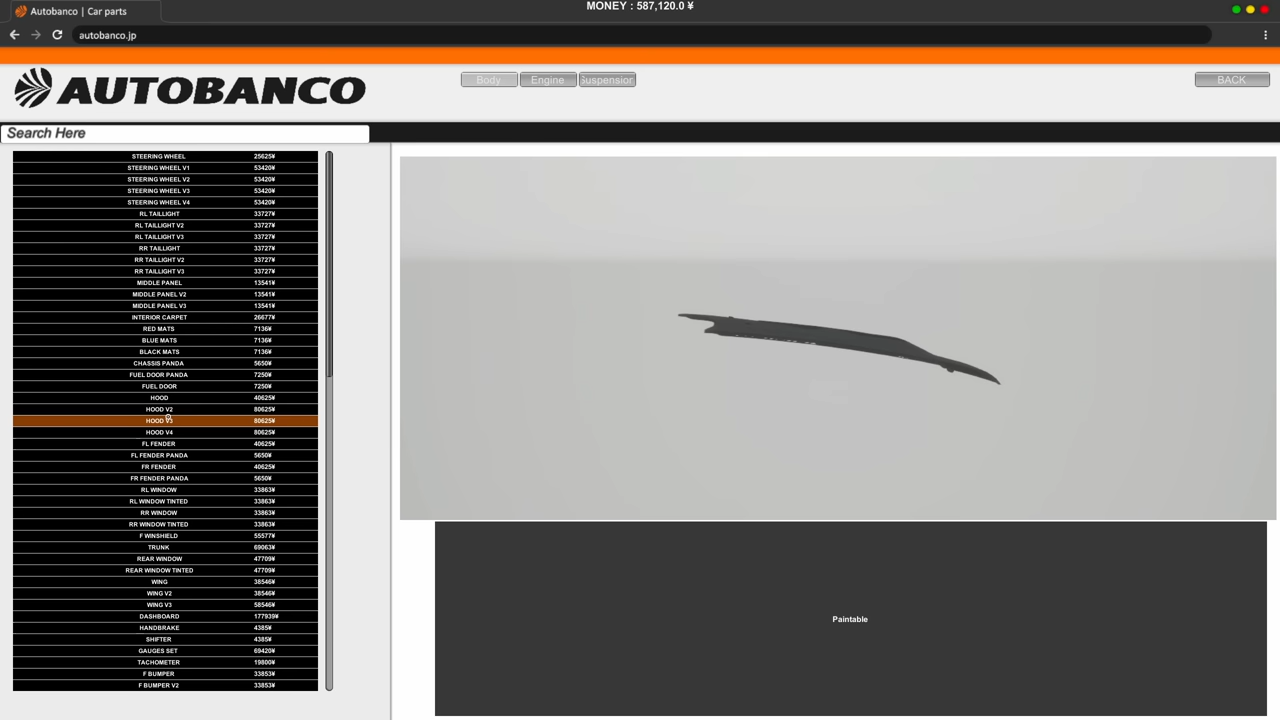 Autobanco | Car parts
MONEY : 587,120.0 ¥
autobanco.jp
AUTOBANCO
Body
Engine
Suspension
BACK
Search Here
STEERING WHEEL 25625¥
STEERING WHEEL V1 53420¥
STEERING WHEEL V2 53420¥
STEERING WHEEL V3 53420¥
STEERING WHEEL V4 53420¥
RL TAILLIGHT 33727¥
RL TAILLIGHT V2 33727¥
RL TAILLIGHT V3 33727¥
RR TAILLIGHT 33727¥
RR TAILLIGHT V2 33727¥
RR TAILLIGHT V3 33727¥
MIDDLE PANEL 13541¥
MIDDLE PANEL V2 13541¥
MIDDLE PANEL V3 13541¥
INTERIOR CARPET 26677¥
RED MATS 7136¥
BLUE MATS 7136¥
BLACK MATS 7136¥
CHASSIS PANDA 5650¥
FUEL DOOR PANDA 7250¥
FUEL DOOR 7250¥
HOOD 40625¥
HOOD V2 80625¥
HOOD V3 80625¥
HOOD V4 80625¥
FL FENDER 40625¥
FL FENDER PANDA 5650¥
FR FENDER 40625¥
FR FENDER PANDA 5650¥
RL WINDOW 33863¥
RL WINDOW TINTED 33863¥
RR WINDOW 33863¥
RR WINDOW TINTED 33863¥
F WINSHIELD 55577¥
TRUNK 69063¥
REAR WINDOW 47709¥
REAR WINDOW TINTED 47709¥
WING 38546¥
WING V2 38546¥
WING V3 58546¥
DASHBOARD 177939¥
HANDBRAKE 4385¥
SHIFTER 4385¥
GAUGES SET 69420¥
TACHOMETER 19800¥
F BUMPER 33853¥
F BUMPER V2 33853¥
Paintable